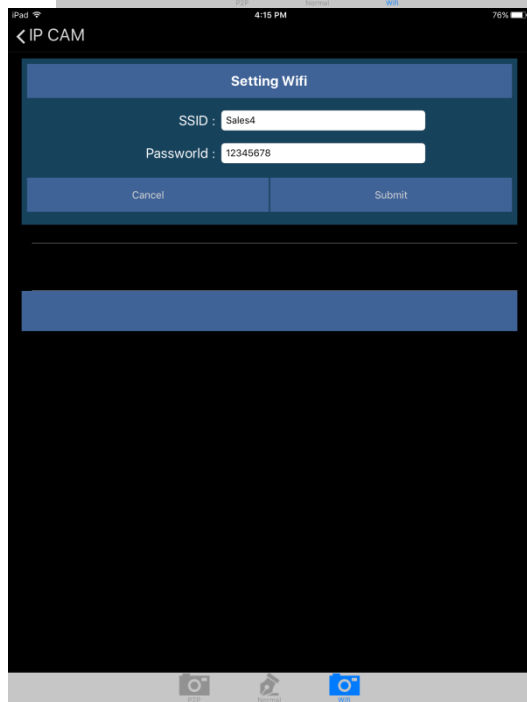 P2P Normal Wifi
iPad 4:15 PM 76%
IP CAM
Setting Wifi
SSID : Sales4
Passworld : 12345678
Cancel Submit
P2P Normal Wifi